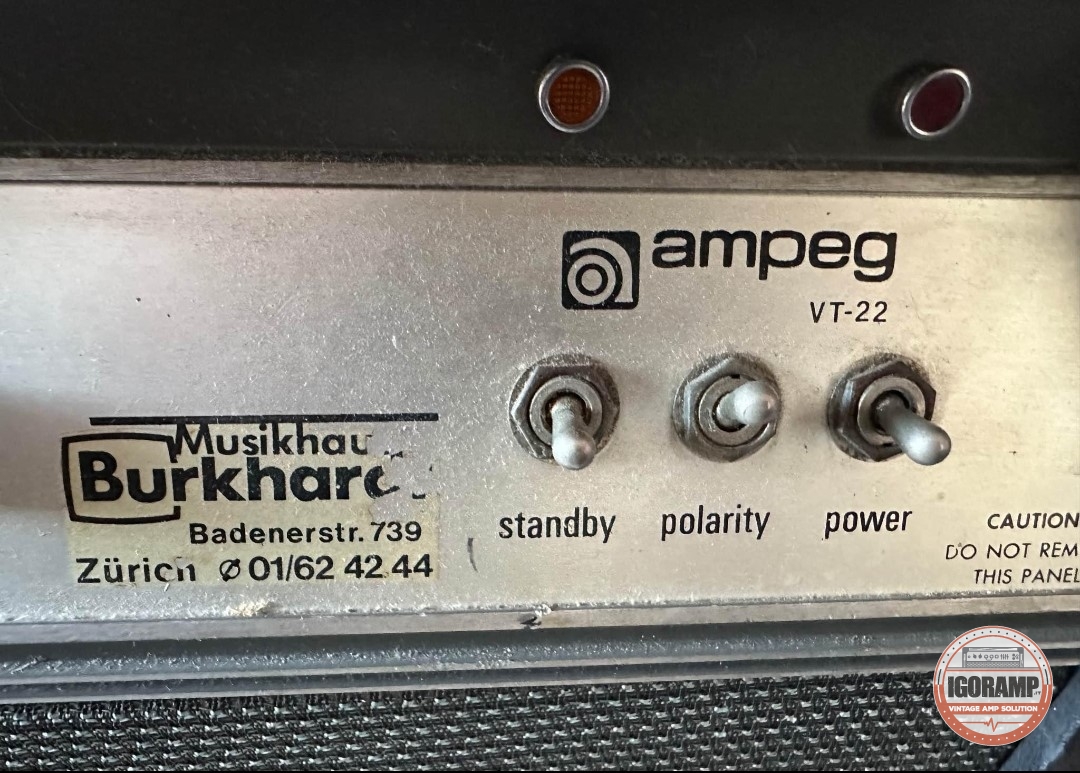 ampeg
VT-22
Musikhau
Burkhar
Badenerstr. 739
Zürich Ø 01/62 42 44
standby polarity power
CAUTION
DO NOT REM
THIS PANEL
IGORAMP
VINTAGE AMP SOLUTION